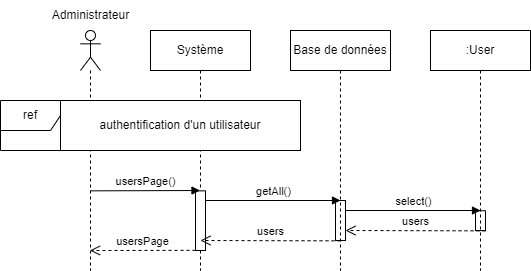 Administrateur
Système
Base de données
:User
ref
authentification d'un utilisateur
usersPage()
getAll()
select()
users
users
usersPage